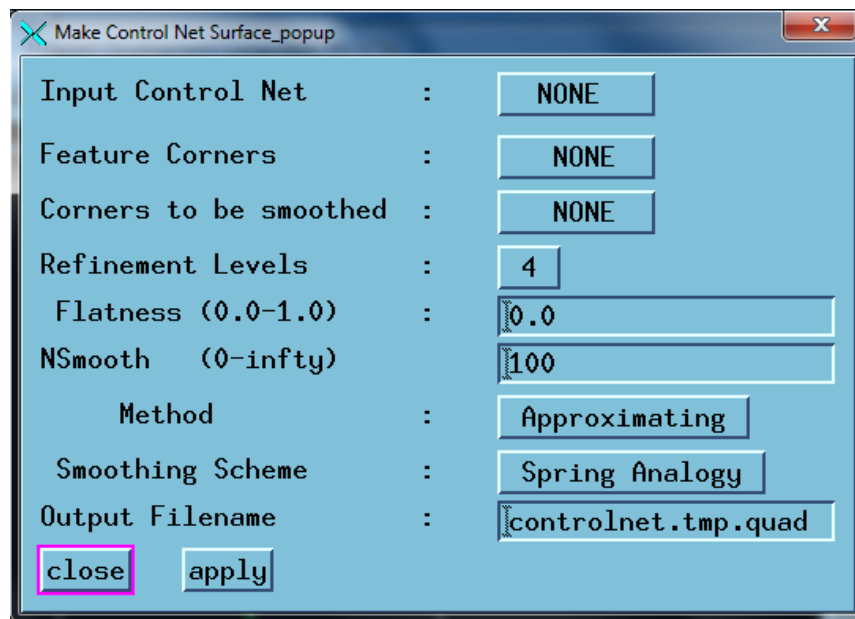 Make Control Net Surface_popup
Input Control Net : NONE
Feature Corners : NONE
Corners to be smoothed : NONE
Refinement Levels : 4
Flatness (0.0-1.0) : 0.0
NSmooth (0-infty) 100
Method : Approximating
Smoothing Scheme : Spring Analogy
Output Filename : controlnet.tmp.quad
close apply